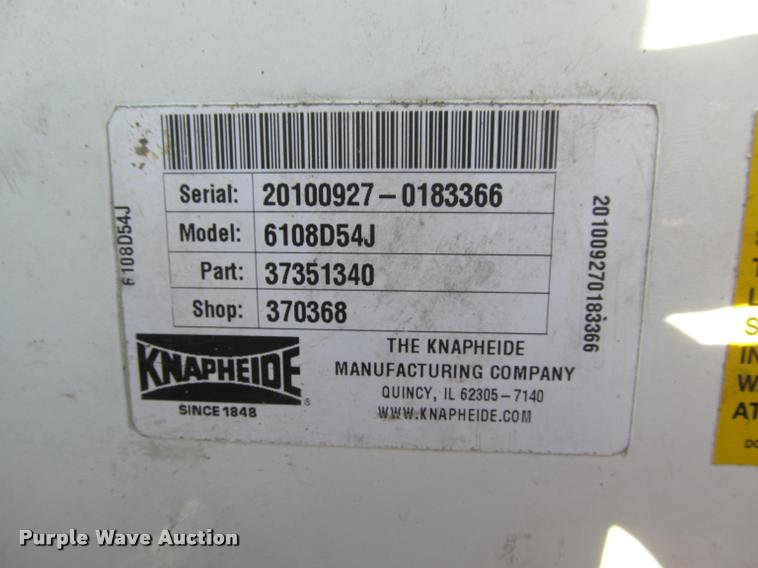 Serial: 20100927-0183366
Model: 6108D54J
Part: 37351340
Shop: 370368
6108D54J
201009270183366
KNAPHEIDE
®
SINCE 1848
THE KNAPHEIDE
MANUFACTURING COMPANY
QUINCY, IL 62305-7140
WWW.KNAPHEIDE.COM
Purple Wave Auction